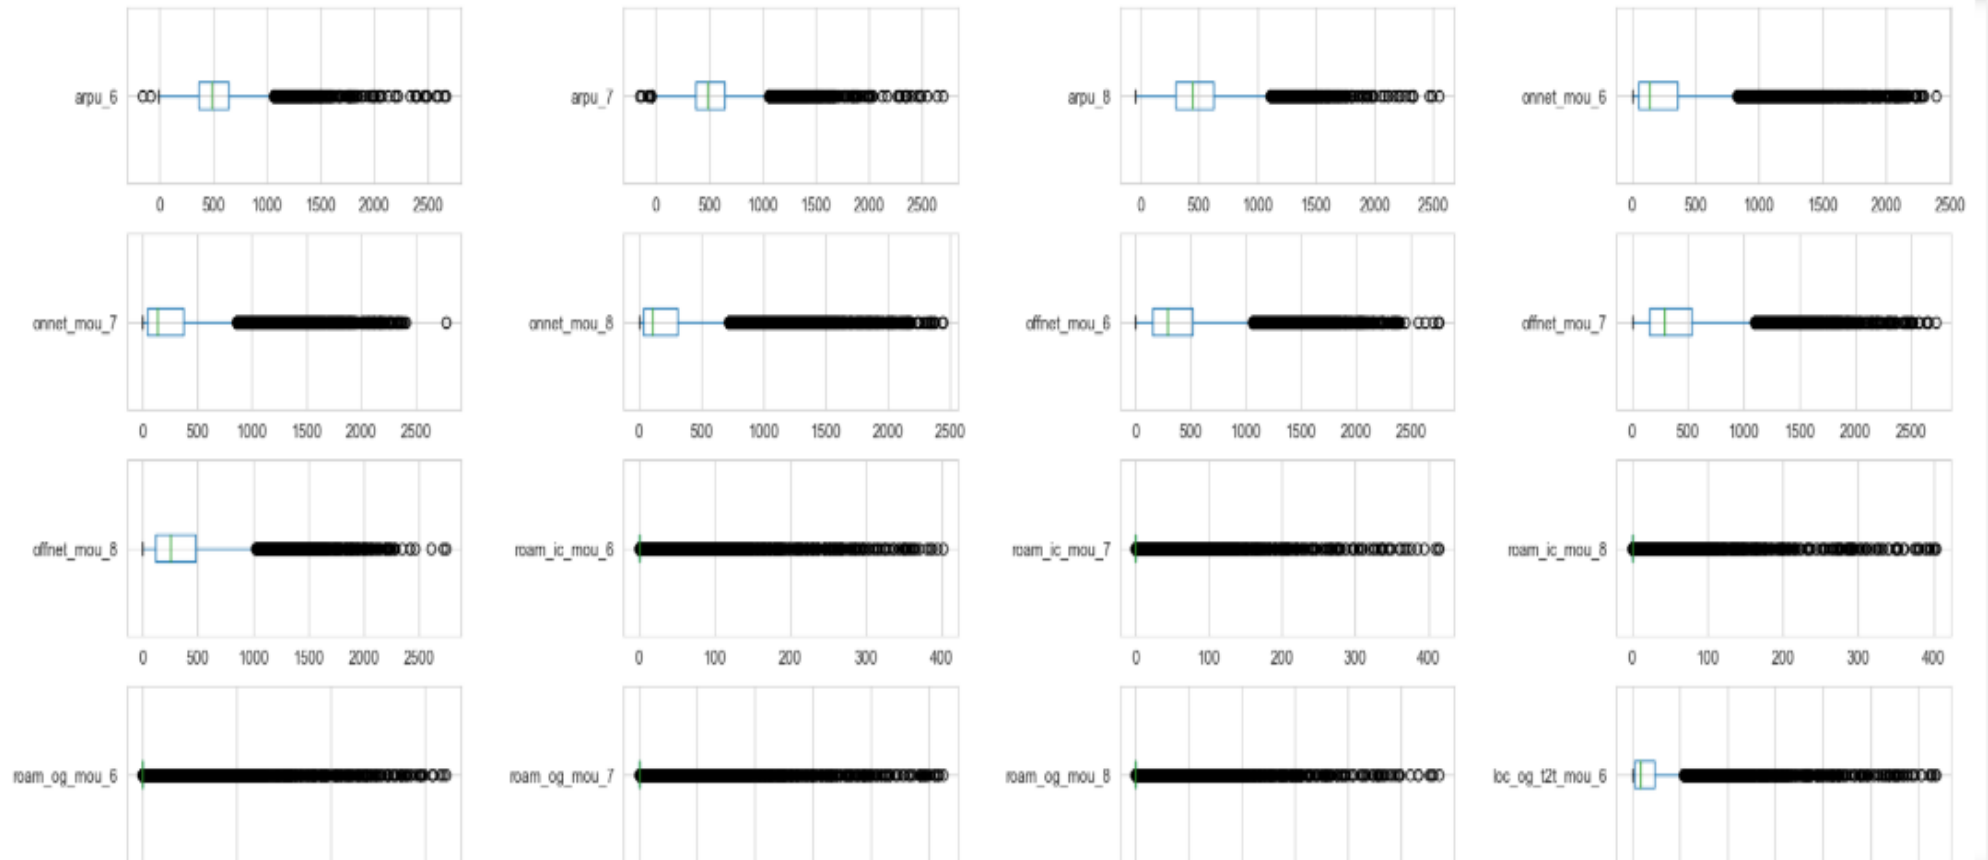 arpu_6
0 500 1000 1500 2000 2500
arpu_7
0 500 1000 1500 2000 2500
arpu_8
0 500 1000 1500 2000 2500
onnet_mou_6
0 500 1000 1500 2000 2500
onnet_mou_7
0 500 1000 1500 2000 2500
onnet_mou_8
0 500 1000 1500 2000 2500
offnet_mou_6
0 500 1000 1500 2000 2500
offnet_mou_7
0 500 1000 1500 2000 2500
offnet_mou_8
0 500 1000 1500 2000 2500
roam_ic_mou_6
0 100 200 300 400
roam_ic_mou_7
0 100 200 300 400
roam_ic_mou_8
0 100 200 300 400
roam_og_mou_6
roam_og_mou_7
roam_og_mou_8
loc_og_t2t_mou_6